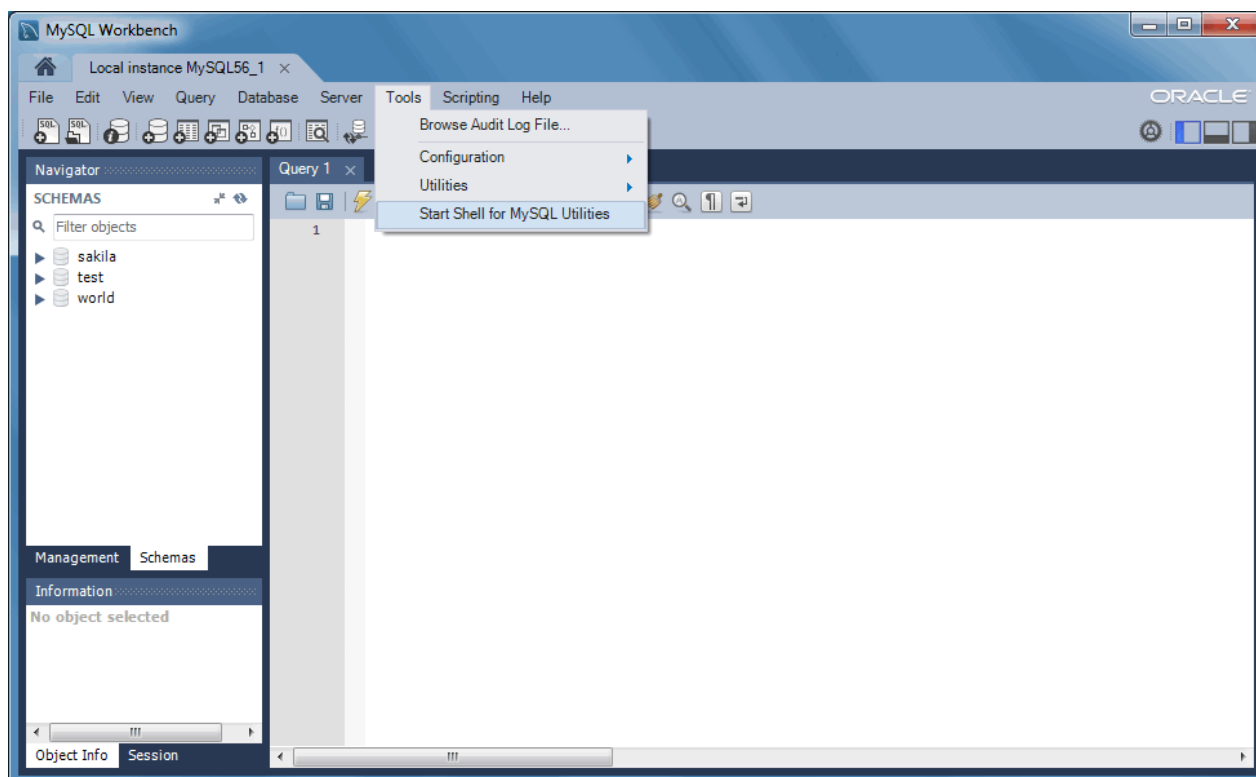 MySQL Workbench
Local instance MySQL56_1
File Edit View Query Database Server Tools Scripting Help
ORACLE
SQL SQL
Browse Audit Log File...
Configuration
Utilities
Start Shell for MySQL Utilities
Navigator
SCHEMAS
Filter objects
sakila
test
world
Management Schemas
Information
No object selected
Object Info Session
Query 1
1